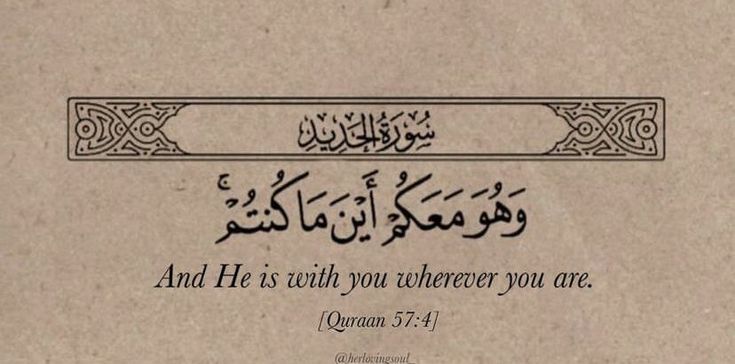 سُورَةُ الحَدِيدِ
وَهُوَ مَعَكُمْ أَيْنَ مَا كُنتُمْ ۚ
And He is with you wherever you are.
[Quraan 57:4]
@herlovingsoul_